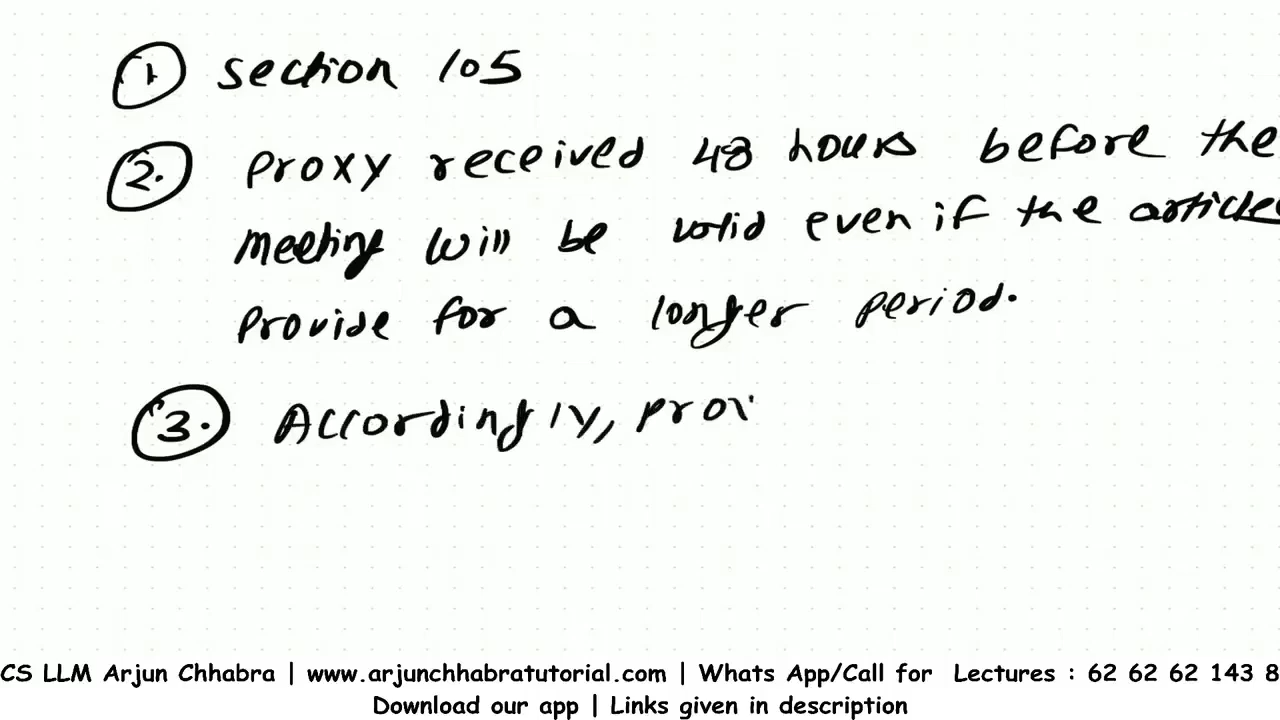 1. section 105
2. Proxy received 48 hours before the
meeting will be valid even if the articles
provide for a longer period.
3. Accordingly, prox
CS LLM Arjun Chhabra | www.arjunchhabratutorial.com | Whats App/Call for Lectures : 62 62 62 143 8
Download our app | Links given in description